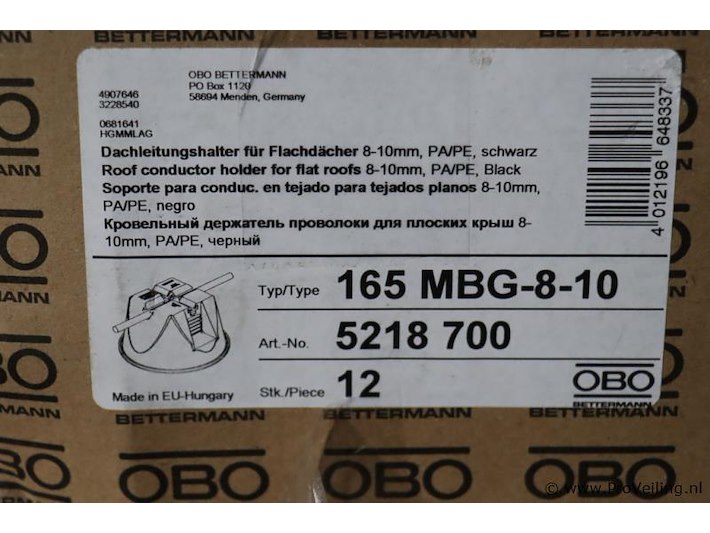 OBO BETTERMANN
PO Box 1120
58694 Menden, Germany
4907646
3228540
0681641
HGMMLAG
Dachleitungshalter für Flachdächer 8-10mm, PA/PE, schwarz
Roof conductor holder for flat roofs 8-10mm, PA/PE, Black
Soporte para conduc. en tejado para tejados planos 8-10mm,
PA/PE, negro
Кровельный держатель проволоки для плоских крыш 8-
10mm, PA/PE, черный
4 012196 648337
Typ/Type 165 MBG-8-10
Art.-No. 5218 700
Stk./Piece 12
Made in EU-Hungary
OBO
BETTERMANN
BETTERMANN
BETTERMANN
BETTERMANN
OBO
OBO
OBO
OBO
© www.ProVeiling.nl